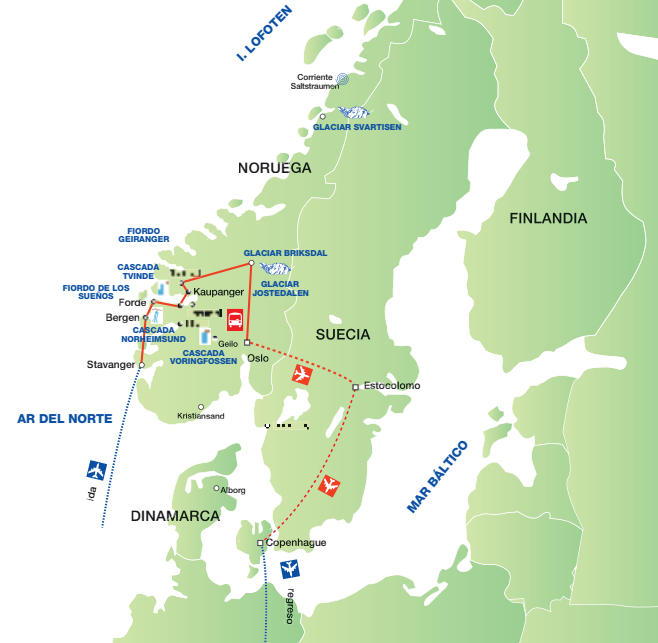 I. LOFOTEN
Corriente
Saltstraumen
GLACIAR SVARTISEN
NORUEGA
FINLANDIA
FIORDO
GEIRANGER
GLACIAR BRIKSDAL
CASCADA
TVINDE
GLACIAR
JOSTEDALEN
FIORDO DE LOS
SUEÑOS
Kaupanger
Forde
Bergen
CASCADA
NORHEIMSUND
SUECIA
Geilo
CASCADA
VORINGFOSSEN
Oslo
Stavanger
Estocolomo
Kristiansand
AR DEL NORTE
MAR BÁLTICO
ida
Alborg
DINAMARCA
Copenhague
regreso